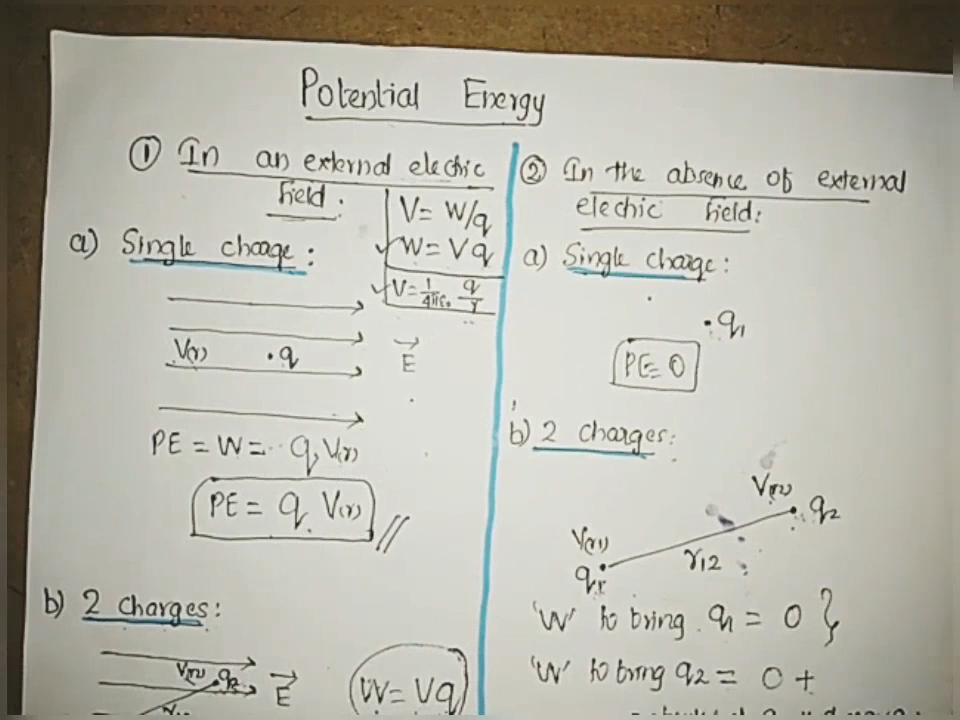 Potential Energy
① In an external electric
field.
V = W/q
W = Vq
V = 1/4πε₀ q/r
a) Single charge:
V(r) .q
E
PE = W = q V(r)
PE = q. V(r)
b) 2 charges:
V(r2) q2
E
W = Vq
② In the absence of external
electric field:
a) Single charge:
.q1
PE = 0
b) 2 charges:
V(r2)
q2
V(r1)
r12
q1
'W' to bring q1 = 0 }
'W' to bring q2 = 0 +